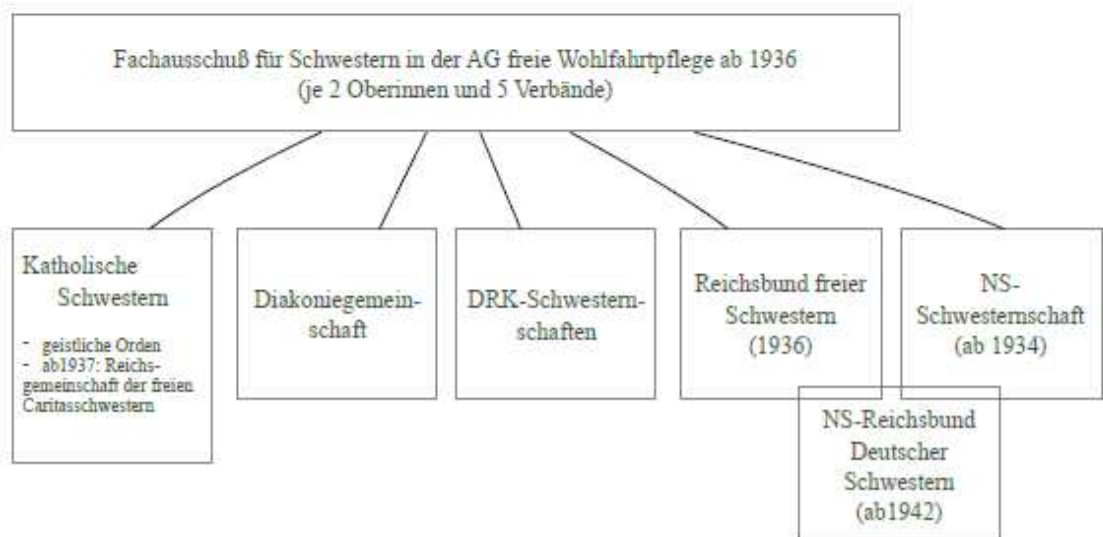 Fachausschuß für Schwestern in der AG freie Wohlfahrtpflege ab 1936
(je 2 Oberinnen und 5 Verbände)
Katholische
Schwestern
- geistliche Orden
- ab1937: Reichs-
gemeinschaft der freien
Caritasschwestern
Diakoniegemein-
schaft
DRK-Schwestern-
schaften
Reichsbund freier
Schwestern
(1936)
NS-
Schwesternschaft
(ab 1934)
NS-Reichsbund
Deutscher
Schwestern
(ab1942)